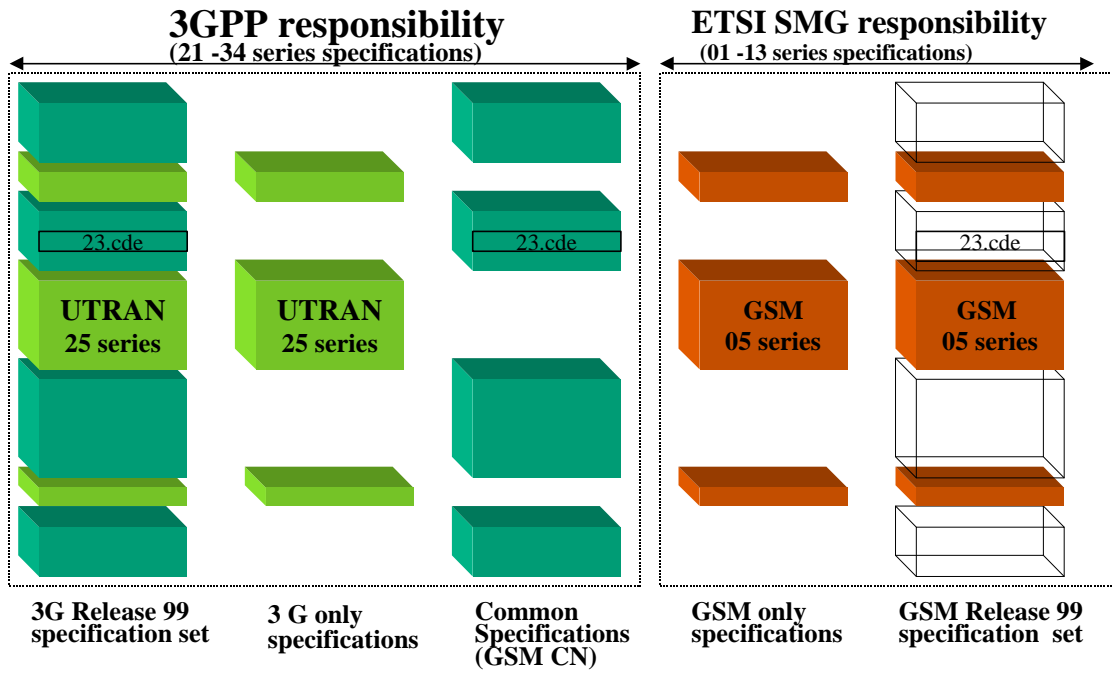 3GPP responsibility
(21 -34 series specifications)
ETSI SMG responsibility
(01 -13 series specifications)
23.cde
23.cde
23.cde
UTRAN
25 series
UTRAN
25 series
GSM
05 series
GSM
05 series
3G Release 99
specification set
3 G only
specifications
Common
Specifications
(GSM CN)
GSM only
specifications
GSM Release 99
specification set